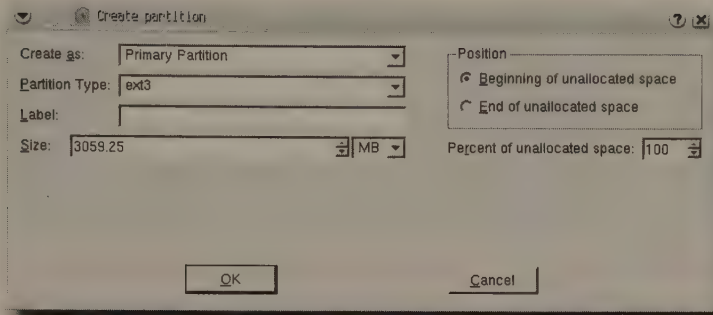 Create partition
Create as: Primary Partition
Partition Type: ext3
Label:
Size: 3059.25 MB
Position
Beginning of unallocated space
End of unallocated space
Percent of unallocated space: 100
OK
Cancel